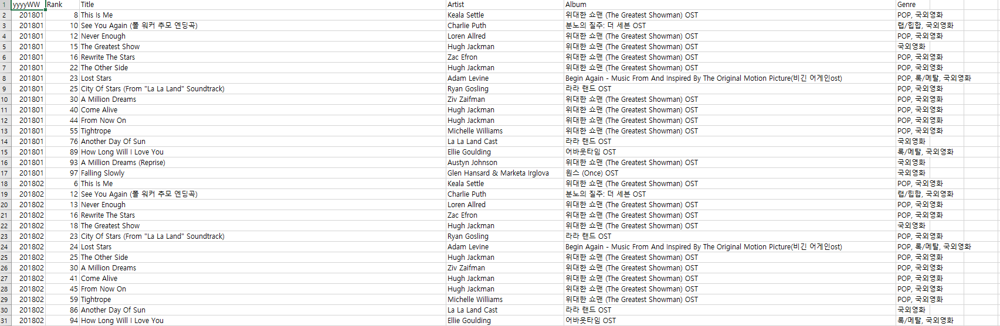 1 yyyyWW Rank Title Artist Album Genre
2 201801 8 This Is Me Keala Settle 위대한 쇼맨 (The Greatest Showman) OST POP, 국외영화
3 201801 10 See You Again (폴 워커 추모 엔딩곡) Charlie Puth 분노의 질주: 더 세븐 OST 랩/힙합, 국외영화
4 201801 12 Never Enough Loren Allred 위대한 쇼맨 (The Greatest Showman) OST POP, 국외영화
5 201801 15 The Greatest Show Hugh Jackman 위대한 쇼맨 (The Greatest Showman) OST 국외영화
6 201801 16 Rewrite The Stars Zac Efron 위대한 쇼맨 (The Greatest Showman) OST POP, 국외영화
7 201801 22 The Other Side Hugh Jackman 위대한 쇼맨 (The Greatest Showman) OST POP, 국외영화
8 201801 23 Lost Stars Adam Levine Begin Again - Music From And Inspired By The Original Motion Picture(비긴 어게인ost) POP, 록/메탈, 국외영화
9 201801 25 City Of Stars (From "La La Land" Soundtrack) Ryan Gosling 라라 랜드 OST POP, 국외영화
10 201801 30 A Million Dreams Ziv Zaifman 위대한 쇼맨 (The Greatest Showman) OST POP, 국외영화
11 201801 40 Come Alive Hugh Jackman 위대한 쇼맨 (The Greatest Showman) OST POP, 국외영화
12 201801 44 From Now On Hugh Jackman 위대한 쇼맨 (The Greatest Showman) OST POP, 국외영화
13 201801 55 Tightrope Michelle Williams 위대한 쇼맨 (The Greatest Showman) OST POP, 국외영화
14 201801 76 Another Day Of Sun La La Land Cast 라라 랜드 OST 국외영화
15 201801 89 How Long Will I Love You Ellie Goulding 어바웃타임 OST 록/메탈, 국외영화
16 201801 93 A Million Dreams (Reprise) Austyn Johnson 위대한 쇼맨 (The Greatest Showman) OST 국외영화
17 201801 97 Falling Slowly Glen Hansard & Marketa Irglova 원스 (Once) OST 국외영화
18 201802 6 This Is Me Keala Settle 위대한 쇼맨 (The Greatest Showman) OST POP, 국외영화
19 201802 12 See You Again (폴 워커 추모 엔딩곡) Charlie Puth 분노의 질주: 더 세븐 OST 랩/힙합, 국외영화
20 201802 13 Never Enough Loren Allred 위대한 쇼맨 (The Greatest Showman) OST POP, 국외영화
21 201802 16 Rewrite The Stars Zac Efron 위대한 쇼맨 (The Greatest Showman) OST POP, 국외영화
22 201802 18 The Greatest Show Hugh Jackman 위대한 쇼맨 (The Greatest Showman) OST 국외영화
23 201802 23 City Of Stars (From "La La Land" Soundtrack) Ryan Gosling 라라 랜드 OST POP, 국외영화
24 201802 24 Lost Stars Adam Levine Begin Again - Music From And Inspired By The Original Motion Picture(비긴 어게인ost) POP, 록/메탈, 국외영화
25 201802 25 The Other Side Hugh Jackman 위대한 쇼맨 (The Greatest Showman) OST POP, 국외영화
26 201802 30 A Million Dreams Ziv Zaifman 위대한 쇼맨 (The Greatest Showman) OST POP, 국외영화
27 201802 41 Come Alive Hugh Jackman 위대한 쇼맨 (The Greatest Showman) OST POP, 국외영화
28 201802 45 From Now On Hugh Jackman 위대한 쇼맨 (The Greatest Showman) OST POP, 국외영화
29 201802 59 Tightrope Michelle Williams 위대한 쇼맨 (The Greatest Showman) OST POP, 국외영화
30 201802 86 Another Day Of Sun La La Land Cast 라라 랜드 OST 국외영화
31 201802 94 How Long Will I Love You Ellie Goulding 어바웃타임 OST 록/메탈, 국외영화